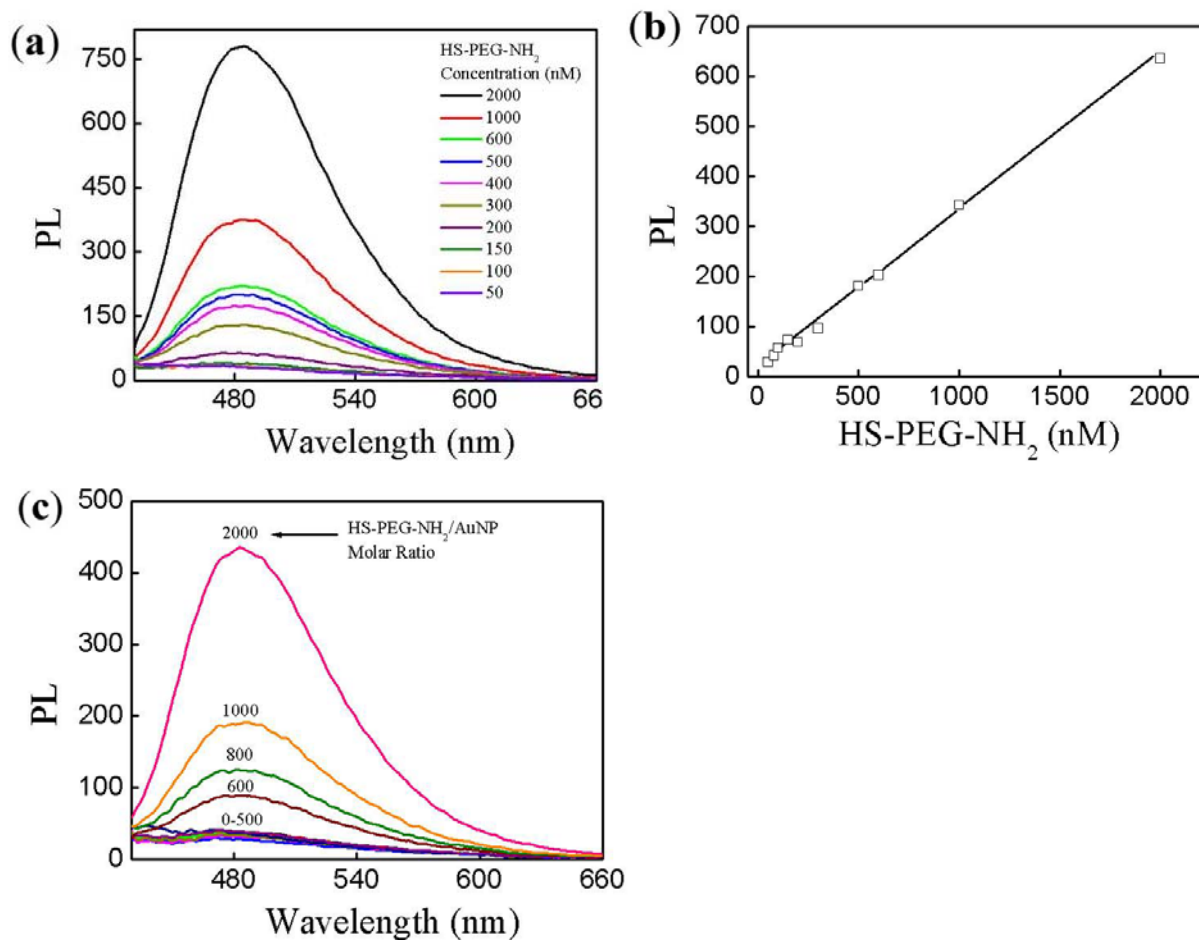 (a)
750
600
450
300
150
0
PL
480 540 600 66
Wavelength (nm)
HS-PEG-NH₂
Concentration (nM)
2000
1000
600
500
400
300
200
150
100
50
(b)
700
600
500
400
300
200
100
0
PL
0 500 1000 1500 2000
HS-PEG-NH₂ (nM)
(c)
500
400
300
200
100
0
PL
2000
HS-PEG-NH₂/AuNP
Molar Ratio
1000
800
600
0-500
480 540 600 660
Wavelength (nm)